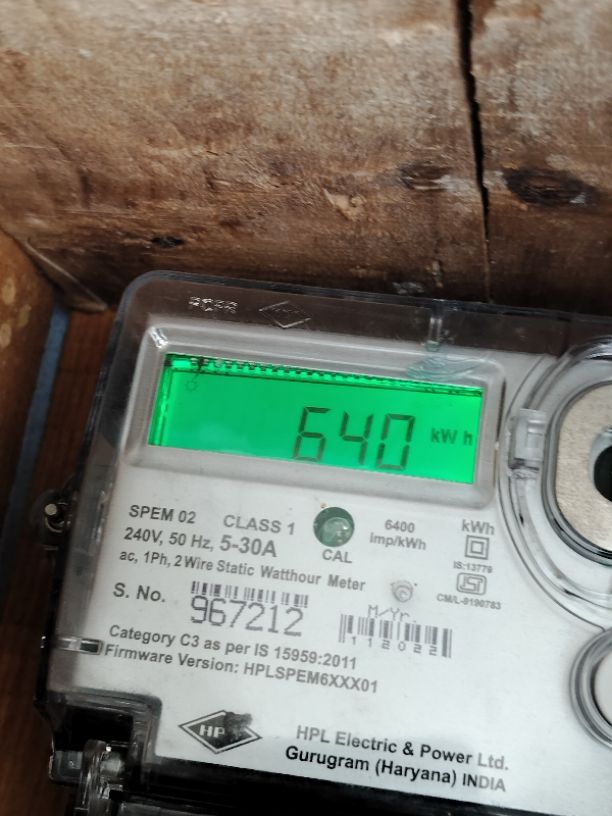 640 kWh
SPEM 02 CLASS 1
240V, 50 Hz, 5-30A
ac, 1Ph, 2 Wire Static Watthour Meter
CAL
6400
imp/kWh
kWh
IS:13779
CM/L-9190783
S. No.
967212
M/Yr.
112022
Category C3 as per IS 15959:2011
Firmware Version: HPLSPEM6XXX01
HPL Electric & Power Ltd.
Gurugram (Haryana) INDIA